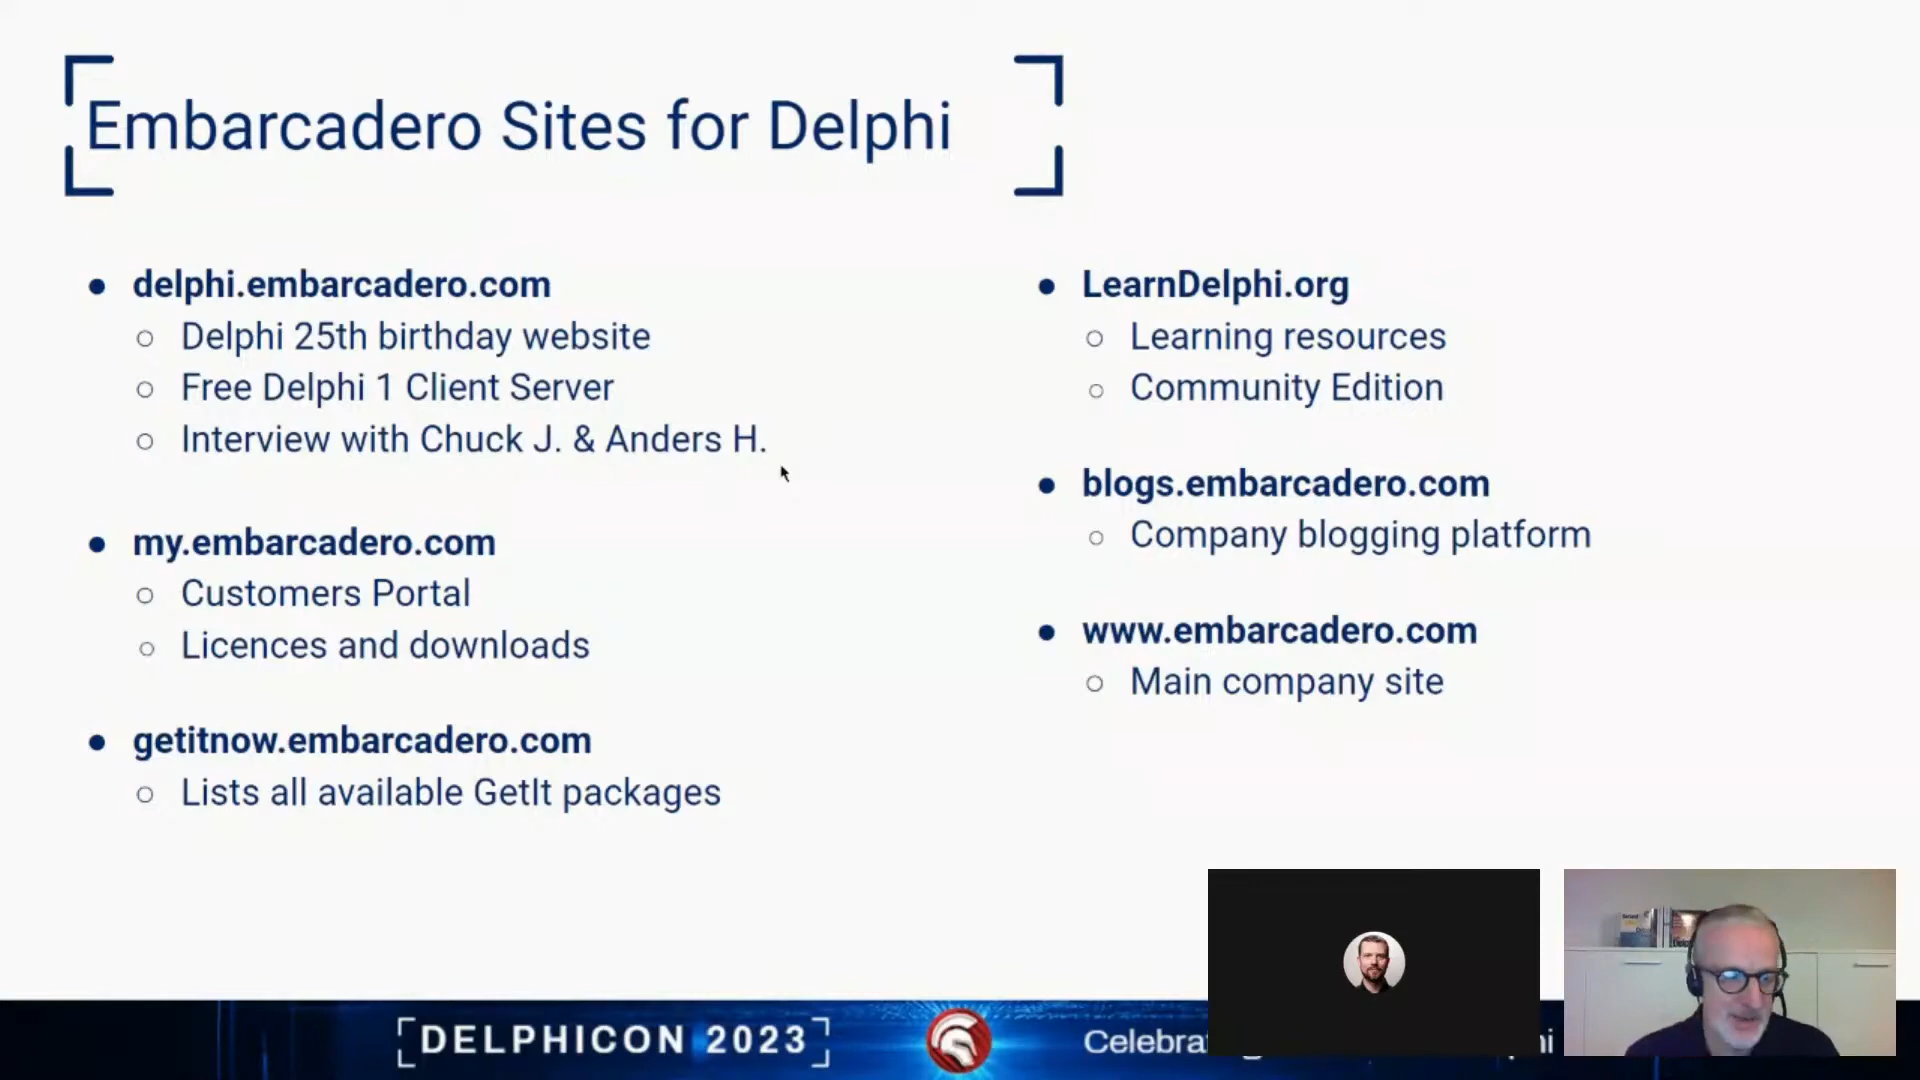 Embarcadero Sites for Delphi
delphi.embarcadero.com
Delphi 25th birthday website
Free Delphi 1 Client Server
Interview with Chuck J. & Anders H.
my.embarcadero.com
Customers Portal
Licences and downloads
getitnow.embarcadero.com
Lists all available GetIt packages
LearnDelphi.org
Learning resources
Community Edition
blogs.embarcadero.com
Company blogging platform
www.embarcadero.com
Main company site
DELPHICON 2023